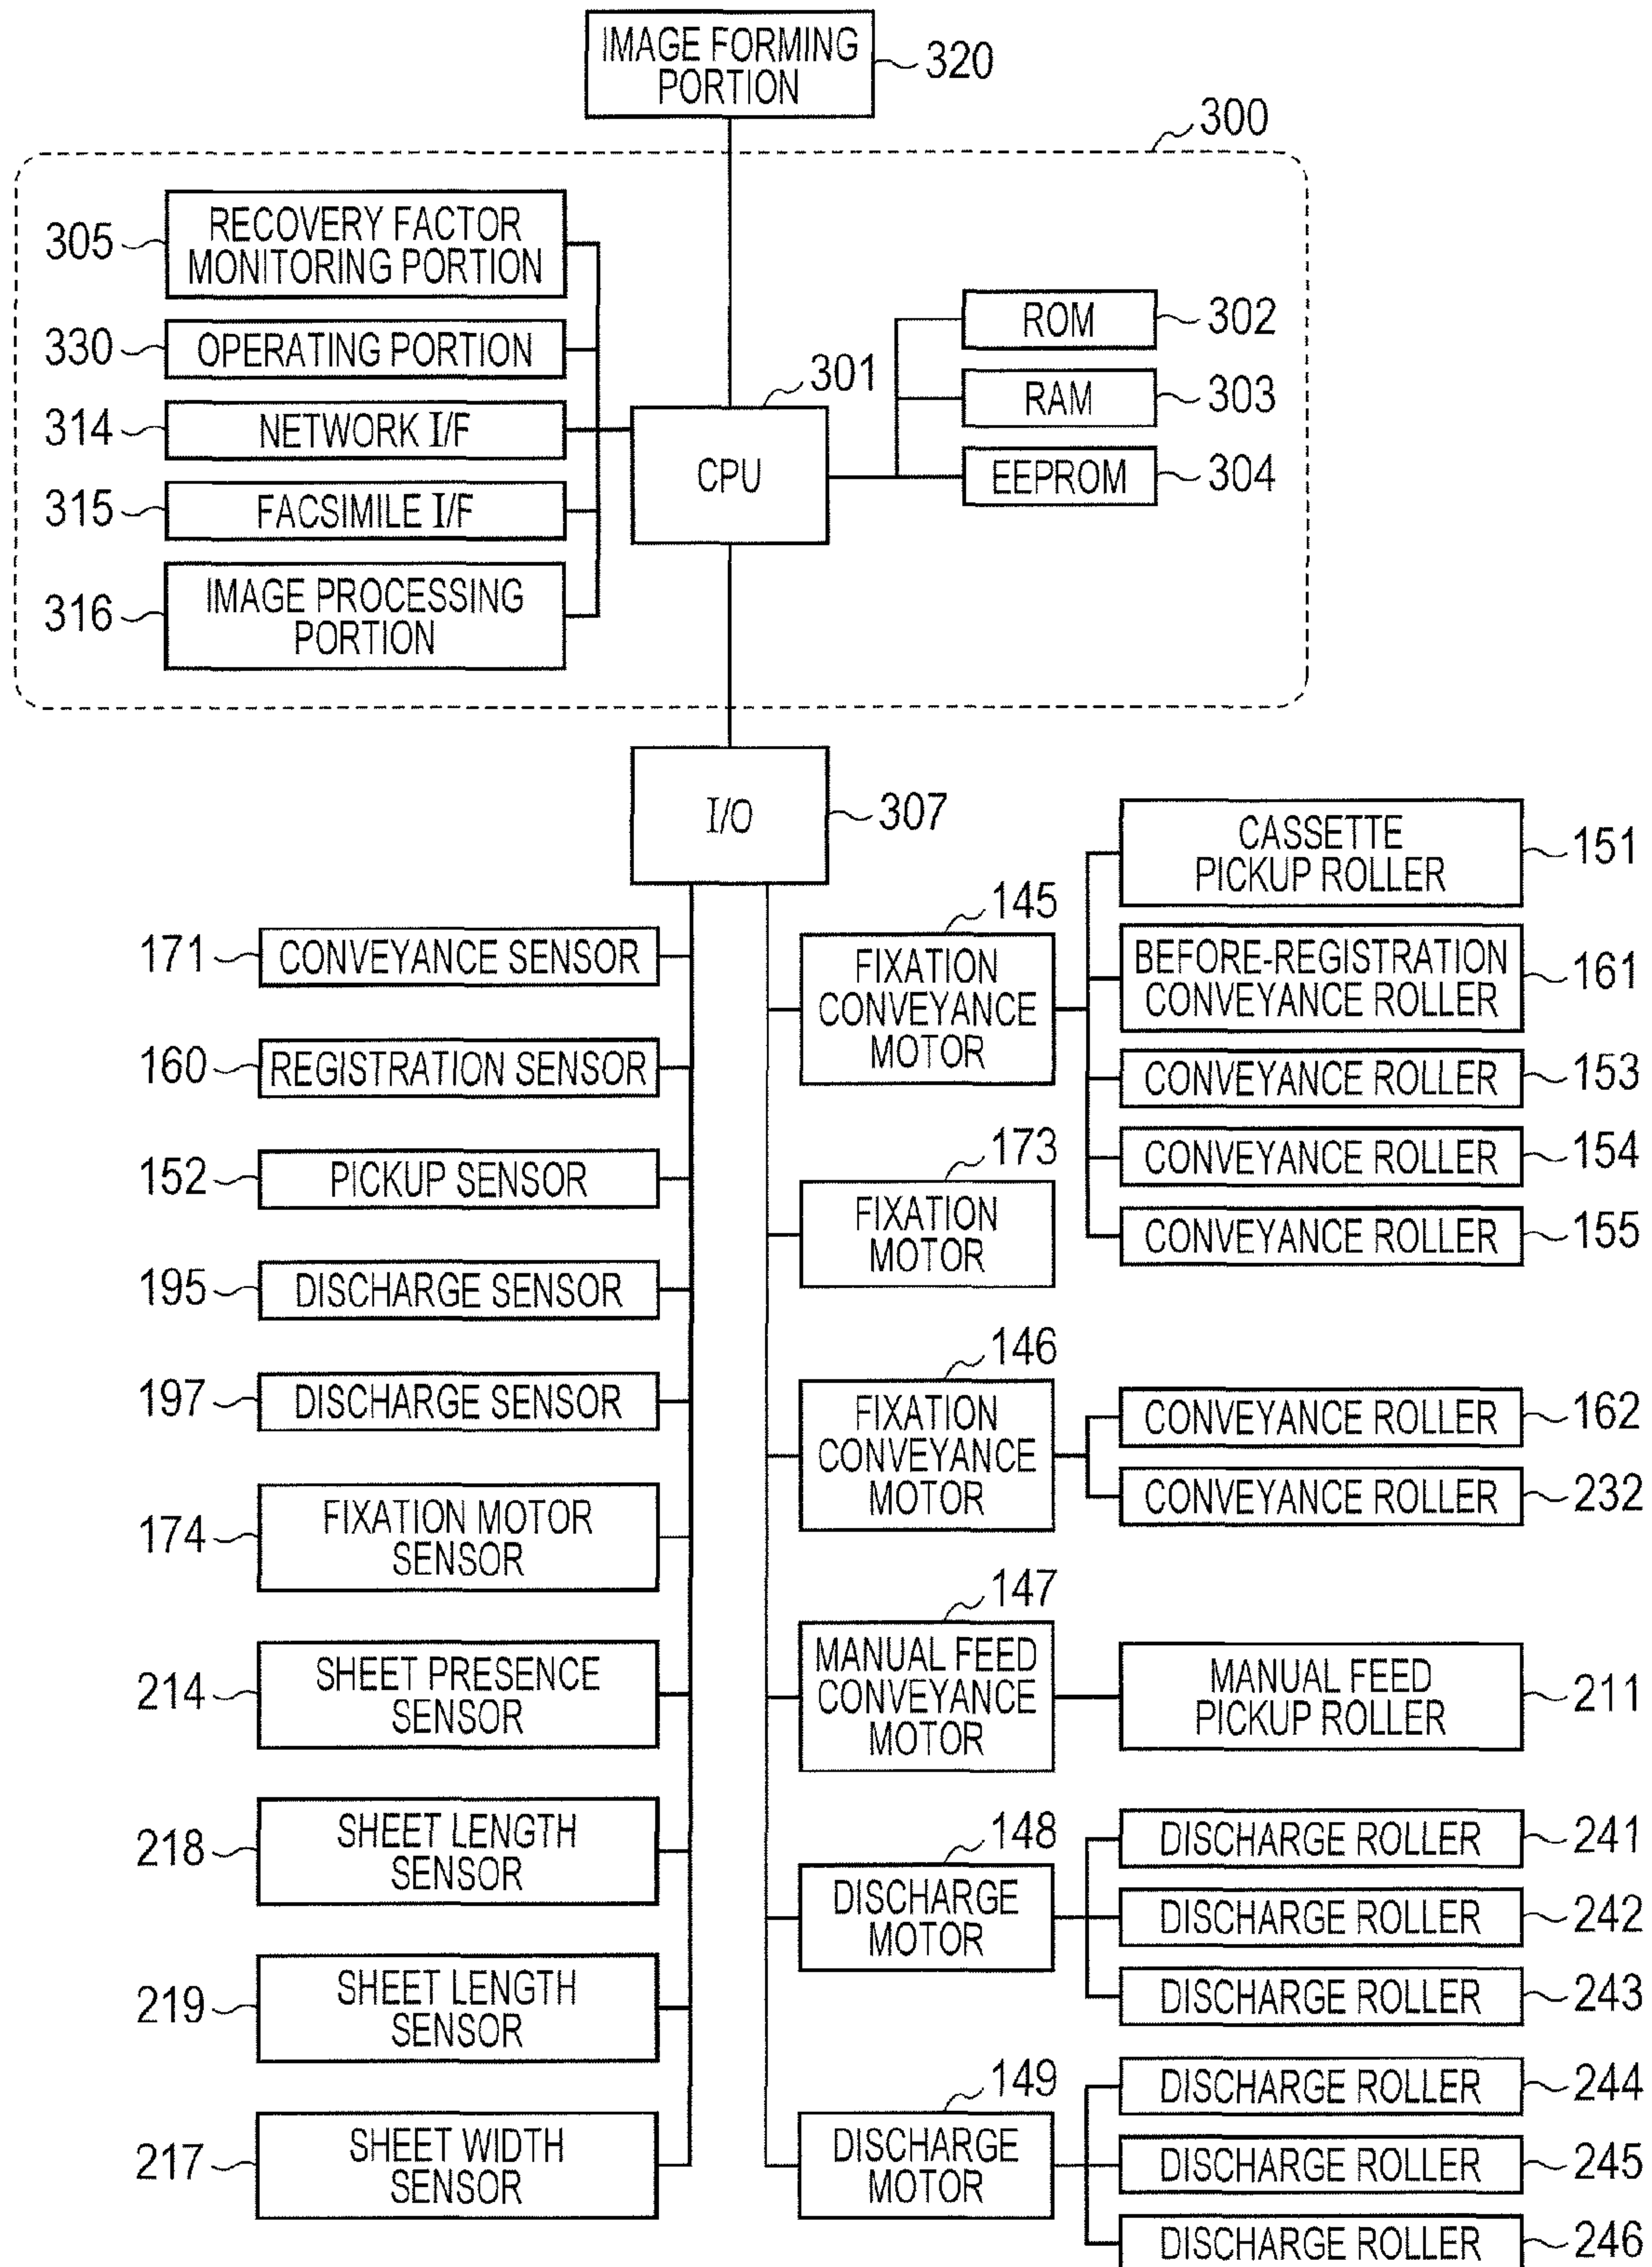 IMAGE FORMING
PORTION
320
300
305
RECOVERY FACTOR
MONITORING PORTION
330
OPERATING PORTION
314
NETWORK I/F
315
FACSIMILE I/F
316
IMAGE PROCESSING
PORTION
301
CPU
ROM
302
RAM
303
EEPROM
304
I/O
307
171
CONVEYANCE SENSOR
160
REGISTRATION SENSOR
152
PICKUP SENSOR
195
DISCHARGE SENSOR
197
DISCHARGE SENSOR
174
FIXATION MOTOR
SENSOR
214
SHEET PRESENCE
SENSOR
218
SHEET LENGTH
SENSOR
219
SHEET LENGTH
SENSOR
217
SHEET WIDTH
SENSOR
145
FIXATION
CONVEYANCE
MOTOR
CASSETTE
PICKUP ROLLER
151
BEFORE-REGISTRATION
CONVEYANCE ROLLER
161
CONVEYANCE ROLLER
153
CONVEYANCE ROLLER
154
CONVEYANCE ROLLER
155
173
FIXATION
MOTOR
146
FIXATION
CONVEYANCE
MOTOR
CONVEYANCE ROLLER
162
CONVEYANCE ROLLER
232
147
MANUAL FEED
CONVEYANCE
MOTOR
MANUAL FEED
PICKUP ROLLER
211
148
DISCHARGE
MOTOR
DISCHARGE ROLLER
241
DISCHARGE ROLLER
242
DISCHARGE ROLLER
243
149
DISCHARGE
MOTOR
DISCHARGE ROLLER
244
DISCHARGE ROLLER
245
DISCHARGE ROLLER
246